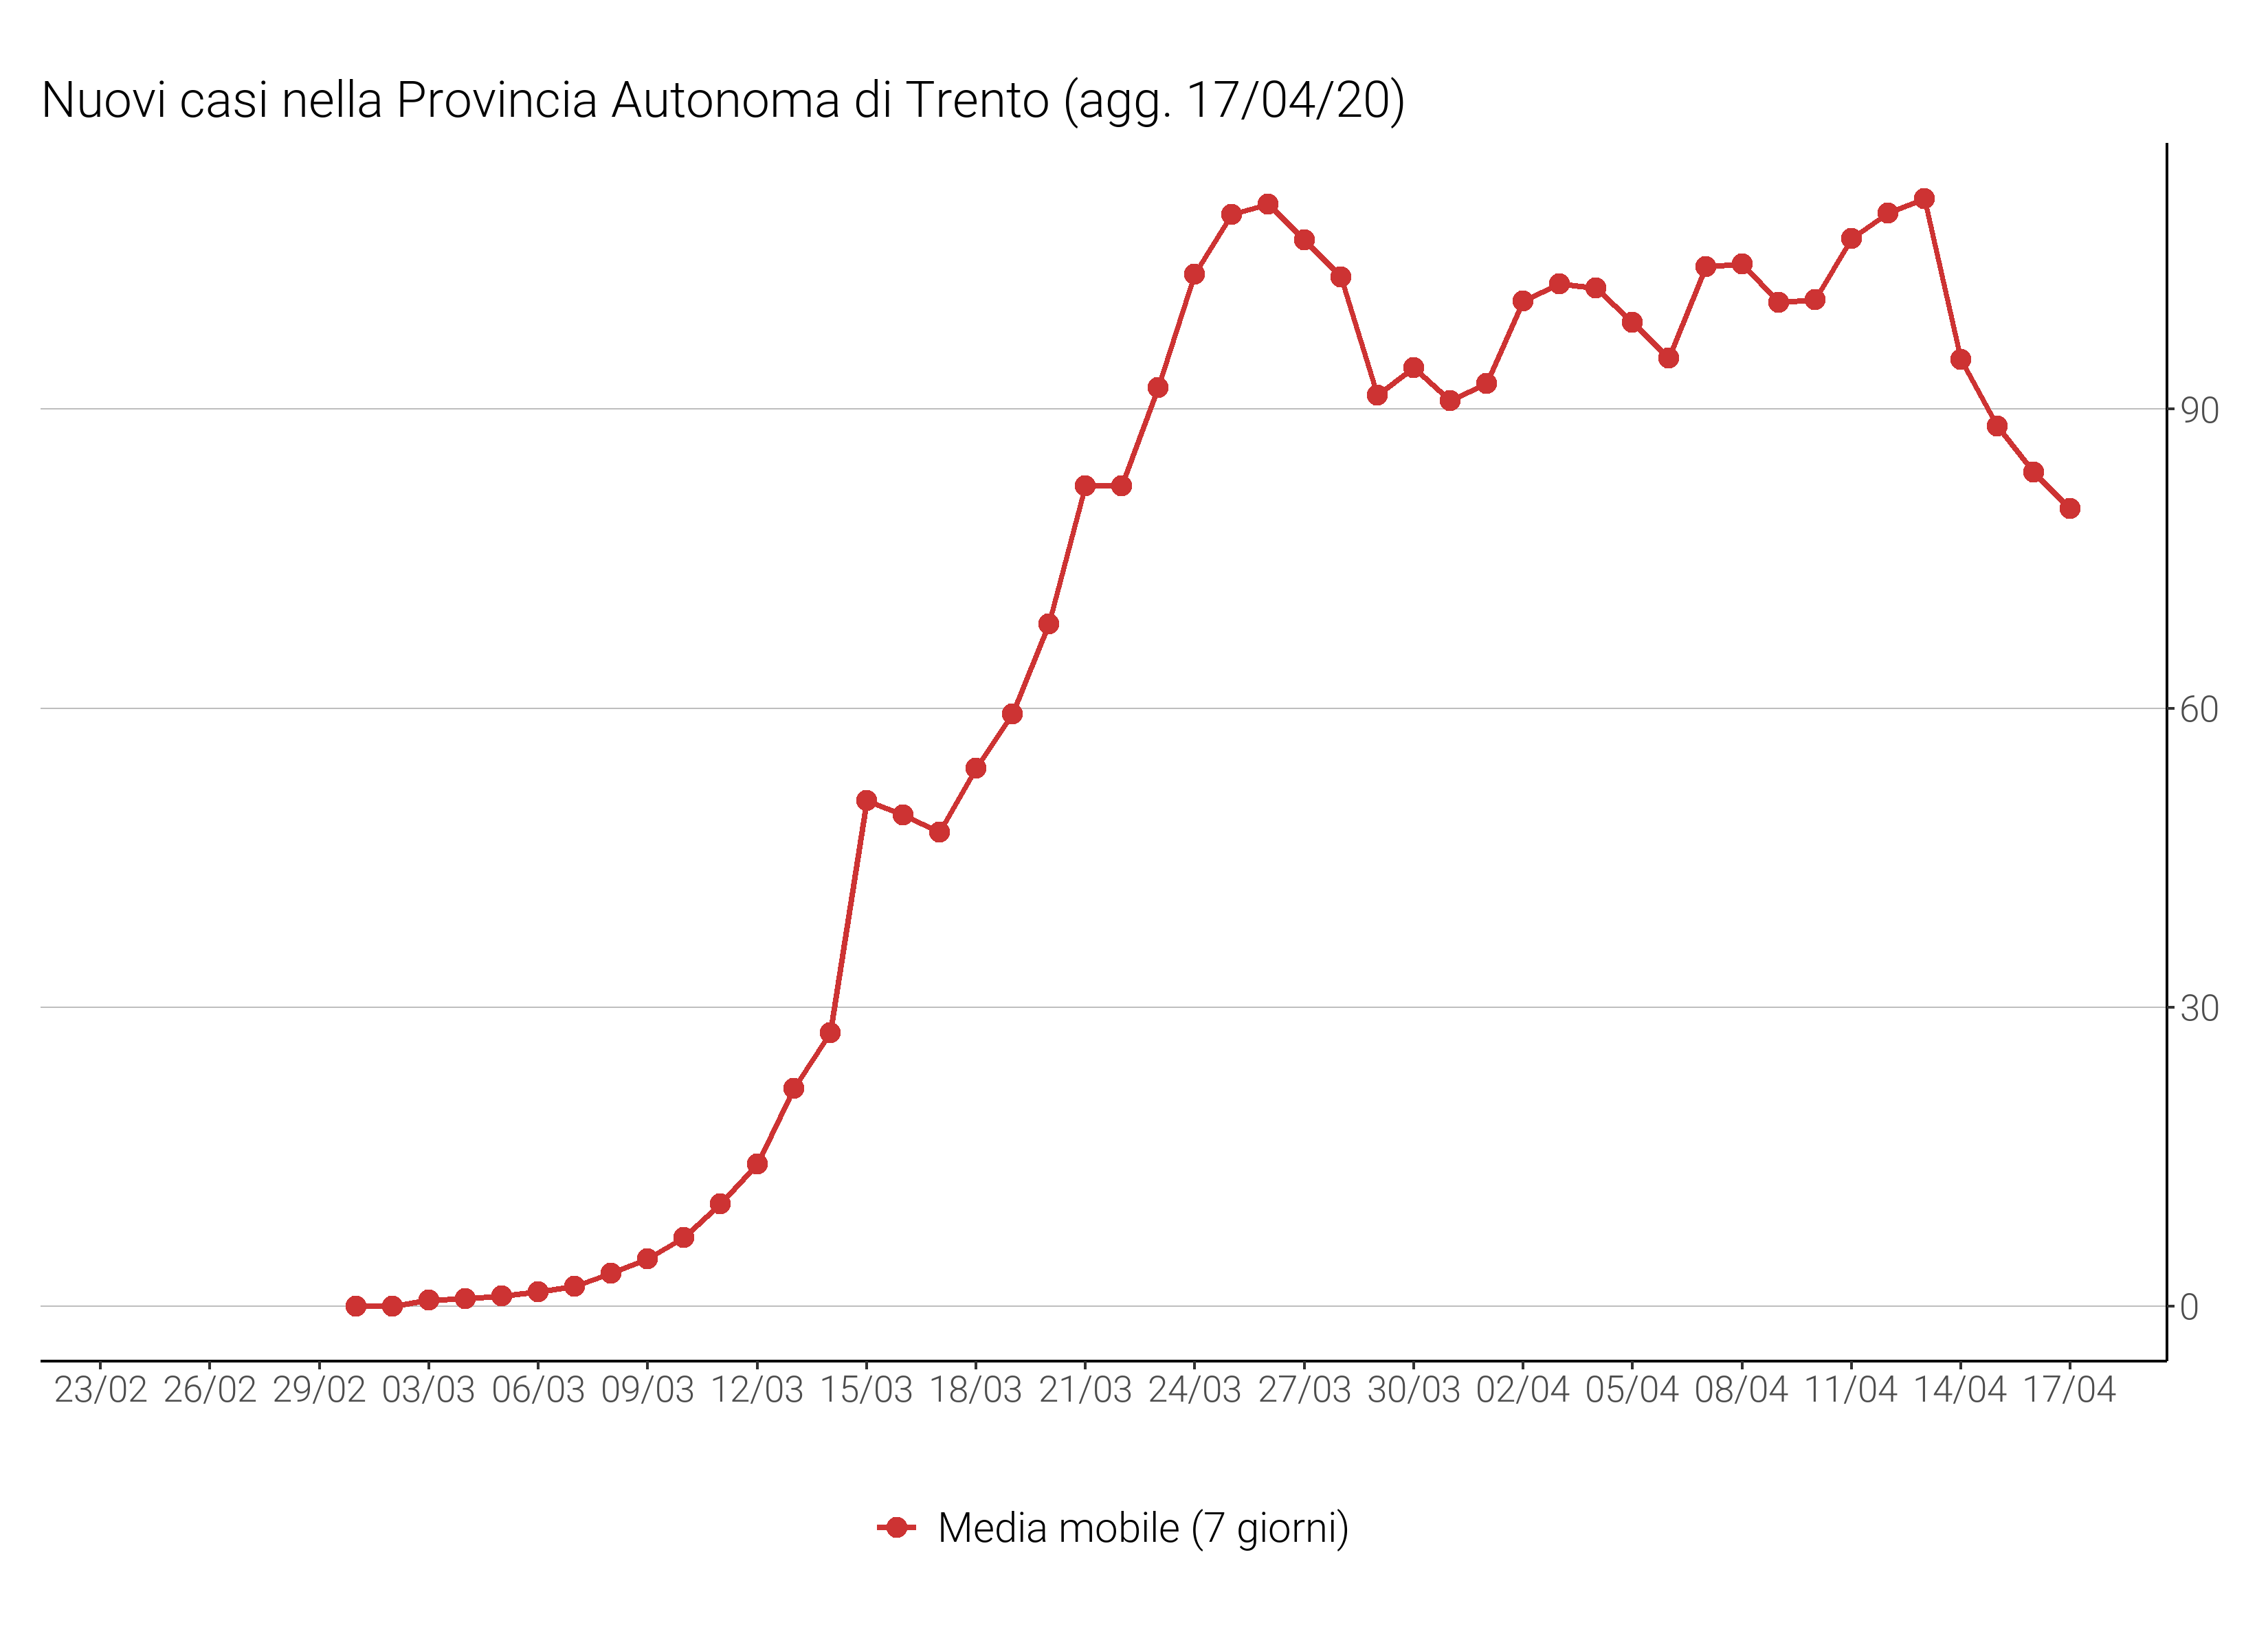 Nuovi casi nella Provincia Autonoma di Trento (agg. 17/04/20)
90
60
30
0
23/02 26/02 29/02 03/03 06/03 09/03 12/03 15/03 18/03 21/03 24/03 27/03 30/03 02/04 05/04 08/04 11/04 14/04 17/04
Media mobile (7 giorni)